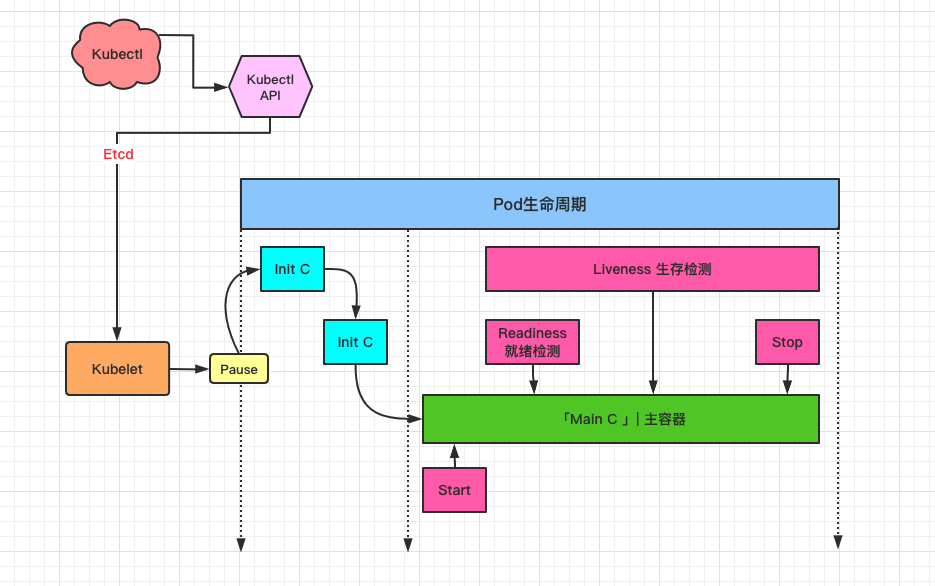 Kubectl
Kubectl
API
Etcd
Pod生命周期
Init C
Liveness 生存检测
Init C
Readiness
就绪检测
Stop
Kubelet
Pause
「Main C 」| 主容器
Start